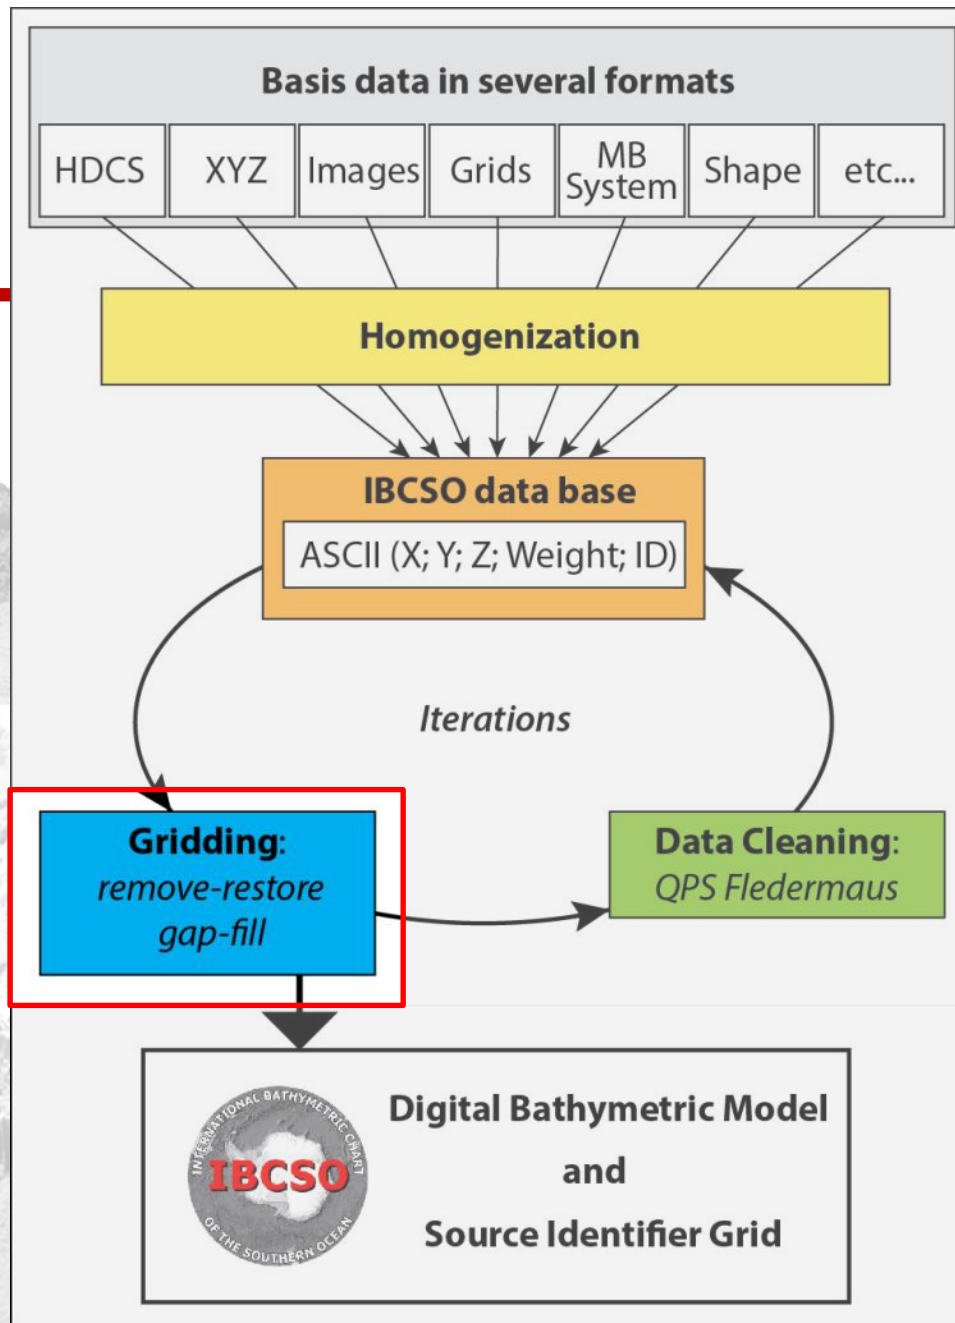 Basis data in several formats
HDCS
XYZ
Images
Grids
MB
System
Shape
etc...
Homogenization
IBCSO data base
ASCII (X; Y; Z; Weight; ID)
Iterations
Gridding:
remove-restore
gap-fill
Data Cleaning:
QPS Fledermaus
INTERNATIONAL BATHYMETRIC CHART
IBCSO
OF THE SOUTHERN OCEAN
Digital Bathymetric Model
and
Source Identifier Grid